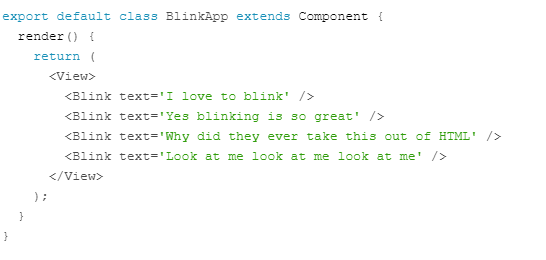 export default class BlinkApp extends Component {
  render() {
    return (
      <View>
        <Blink text='I love to blink' />
        <Blink text='Yes blinking is so great' />
        <Blink text='Why did they ever take this out of HTML' />
        <Blink text='Look at me look at me look at me' />
      </View>
    );
  }
}